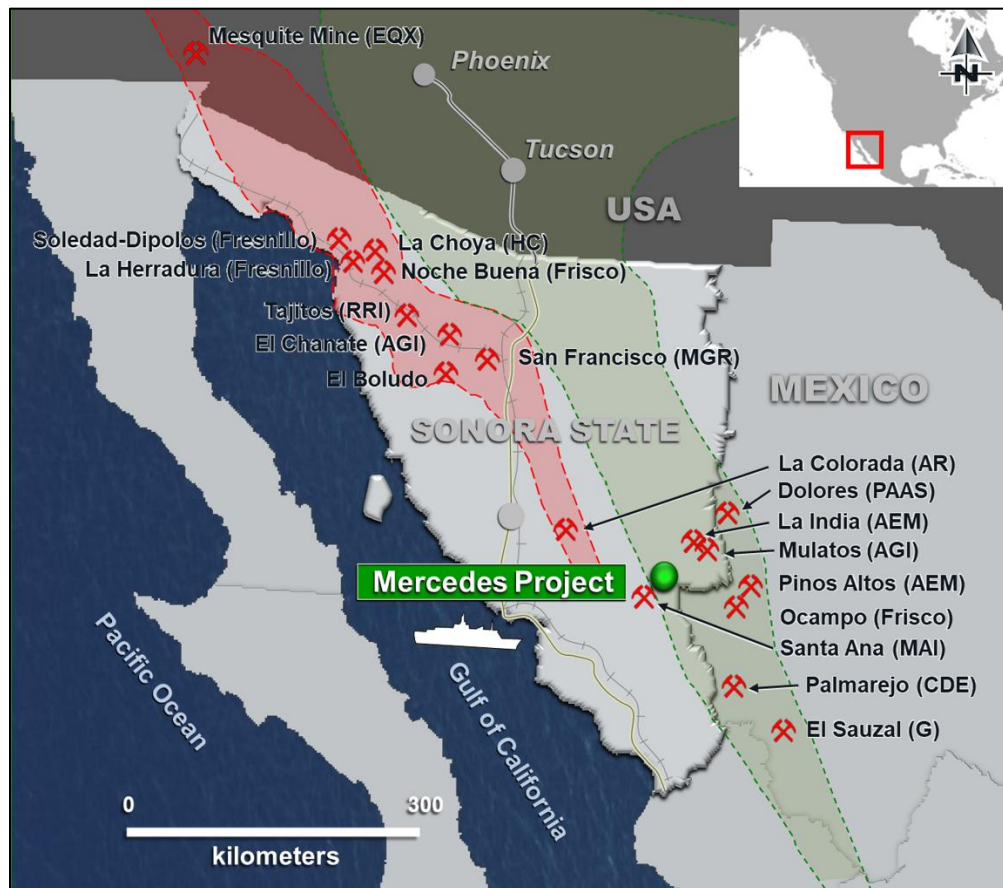 Mesquite Mine (EQX)
N
Phoenix
Tucson
USA
Soledad-Dipolos (Fresnillo)
La Choya (HC)
La Herradura (Fresnillo)
Noche Buena (Frisco)
Tajitos (RRI)
El Chanate (AGI)
San Francisco (MGR)
El Boludo
MEXICO
SONORA STATE
La Colorada (AR)
Dolores (PAAS)
La India (AEM)
Mulatos (AGI)
Mercedes Project
Pinos Altos (AEM)
Ocampo (Frisco)
Santa Ana (MAI)
Palmarejo (CDE)
El Sauzal (G)
Pacific Ocean
Gulf of California
0 300
kilometers